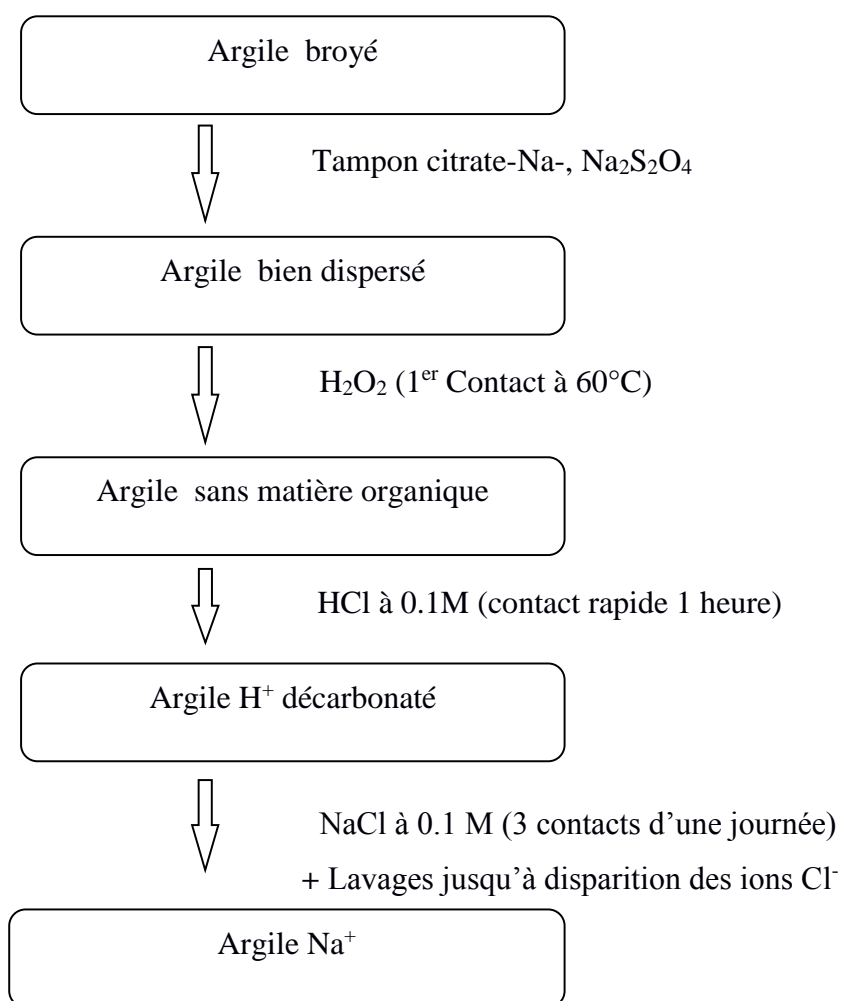 Argile broyé
Tampon citrate-Na-, Na₂S₂O₄
Argile bien dispersé
H₂O₂ (1ᵉʳ Contact à 60°C)
Argile sans matière organique
HCl à 0.1M (contact rapide 1 heure)
Argile H⁺ décarbonaté
NaCl à 0.1 M (3 contacts d’une journée)
+ Lavages jusqu’à disparition des ions Cl⁻
Argile Na⁺